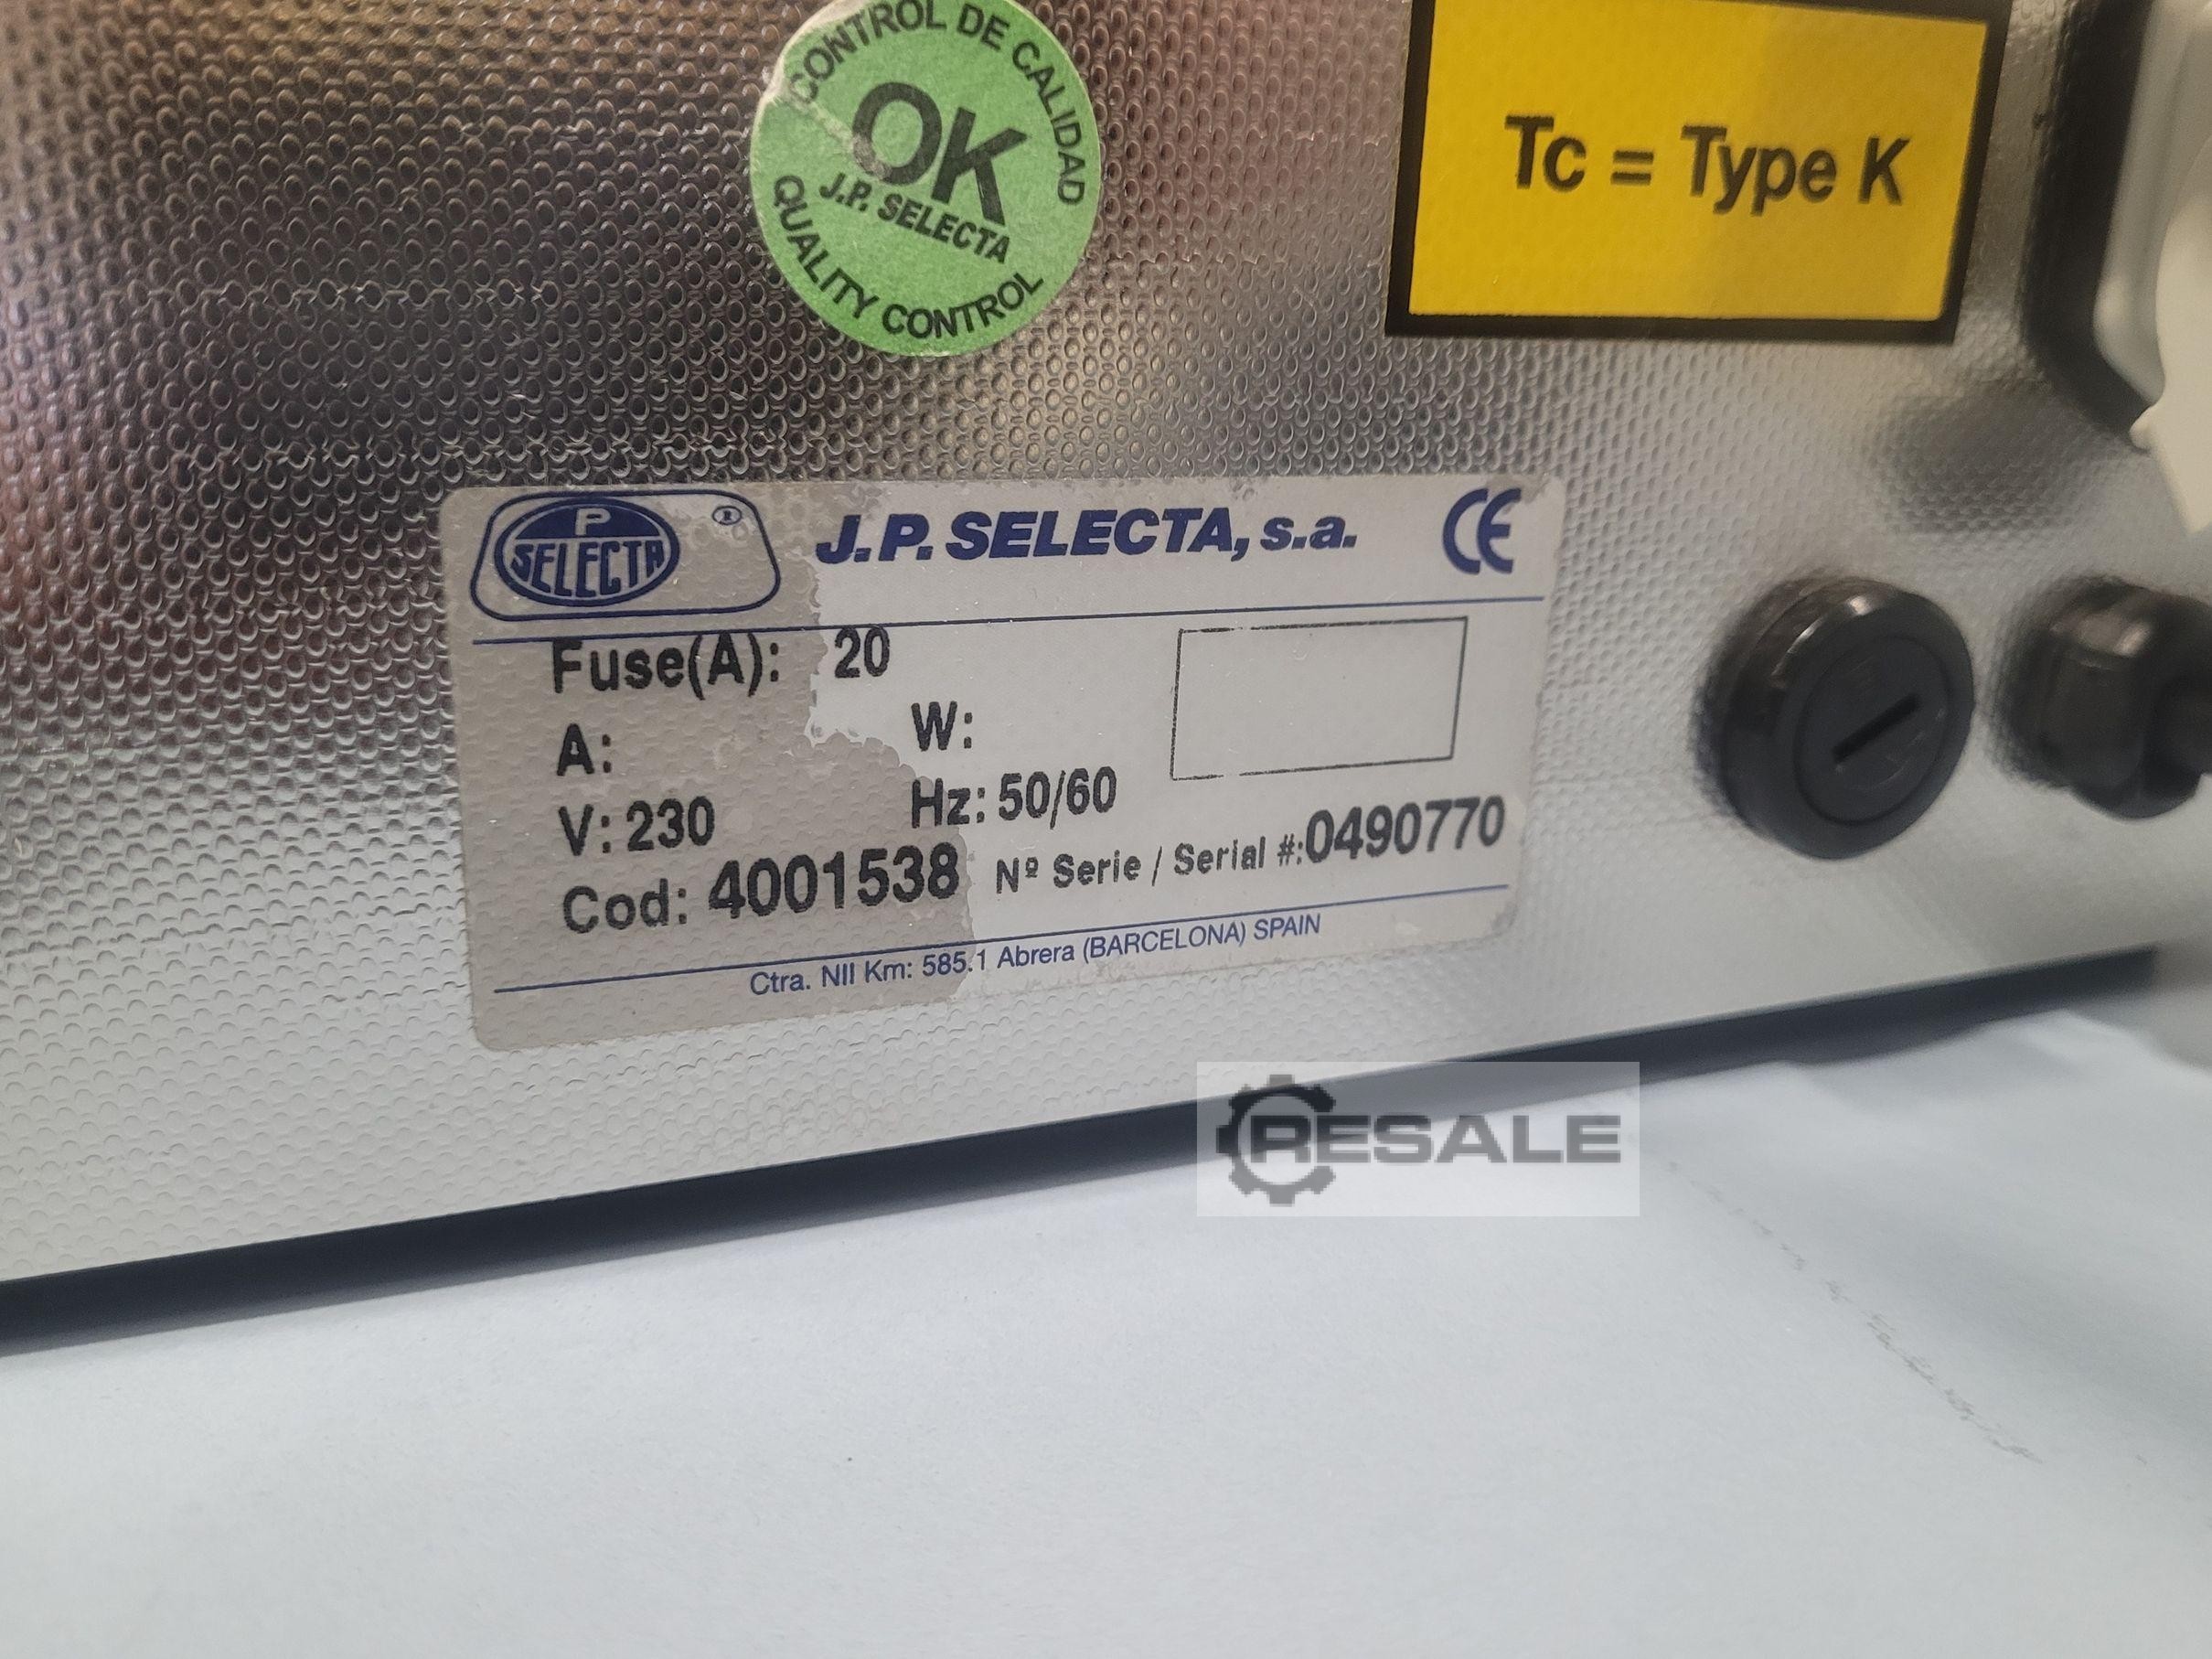 CONTROL DE CALIDAD
OK
J.P. SELECTA
QUALITY CONTROL
Tc = Type K
P
SELECTA
®
J.P. SELECTA, s.a.
CE
Fuse(A): 20
A:
W:
V: 230
Hz: 50/60
Cod: 4001538
Nº Serie / Serial #:0490770
Ctra. NII Km: 585.1 Abrera (BARCELONA) SPAIN
RESALE